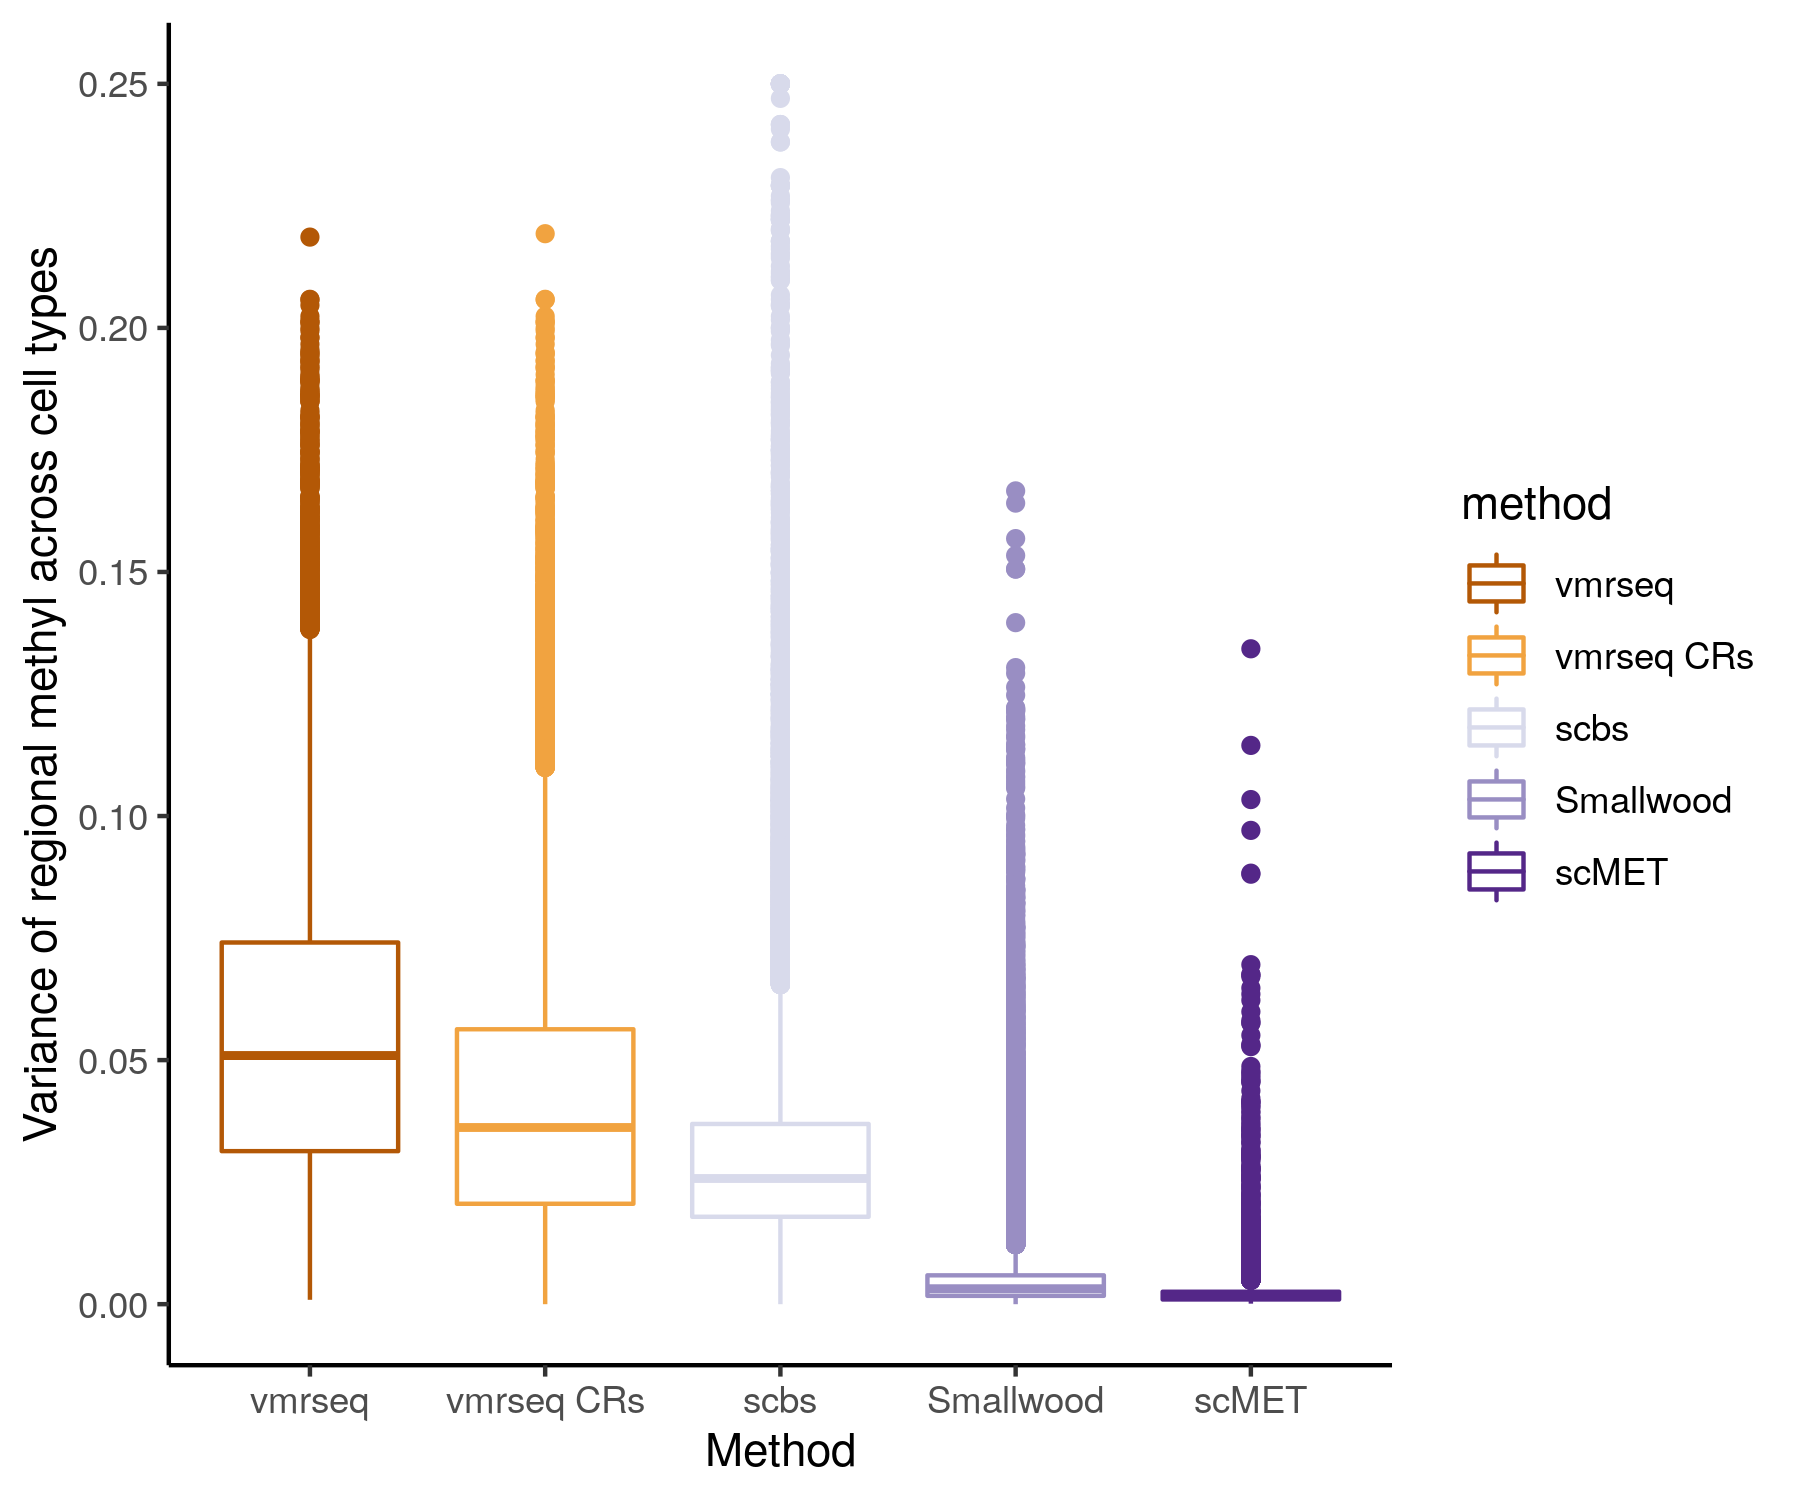 Variance of regional methyl across cell types
0.25
0.20
0.15
0.10
0.05
0.00
vmrseq
vmrseq CRs
scbs
Smallwood
scMET
Method
method
vmrseq
vmrseq CRs
scbs
Smallwood
scMET